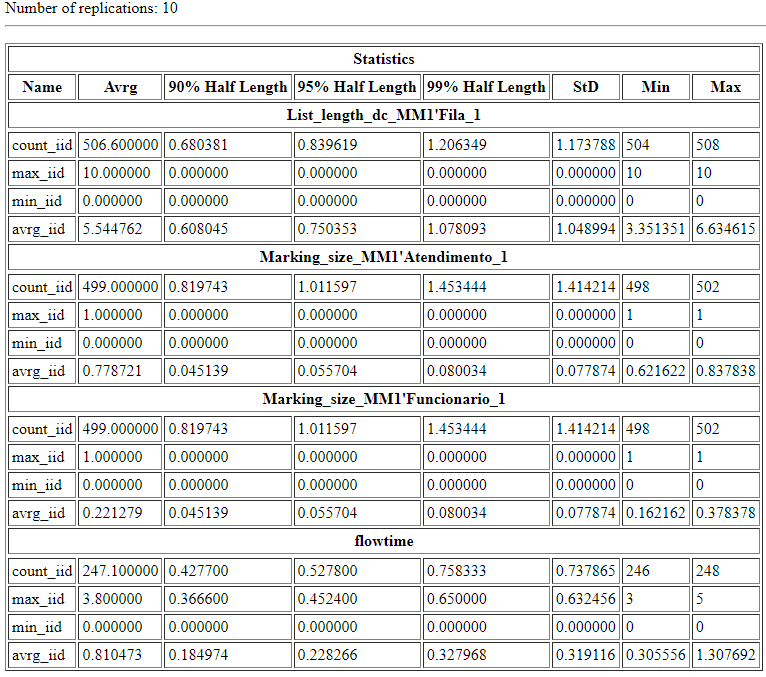 Number of replications: 10
Statistics
Name Avrg 90% Half Length 95% Half Length 99% Half Length StD Min Max
List_length_dc_MM1'Fila_1
count_iid 506.600000 0.680381 0.839619 1.206349 1.173788 504 508
max_iid 10.000000 0.000000 0.000000 0.000000 0.000000 10 10
min_iid 0.000000 0.000000 0.000000 0.000000 0.000000 0 0
avrg_iid 5.544762 0.608045 0.750353 1.078093 1.048994 3.351351 6.634615
Marking_size_MM1'Atendimento_1
count_iid 499.000000 0.819743 1.011597 1.453444 1.414214 498 502
max_iid 1.000000 0.000000 0.000000 0.000000 0.000000 1 1
min_iid 0.000000 0.000000 0.000000 0.000000 0.000000 0 0
avrg_iid 0.778721 0.045139 0.055704 0.080034 0.077874 0.621622 0.837838
Marking_size_MM1'Funcionario_1
count_iid 499.000000 0.819743 1.011597 1.453444 1.414214 498 502
max_iid 1.000000 0.000000 0.000000 0.000000 0.000000 1 1
min_iid 0.000000 0.000000 0.000000 0.000000 0.000000 0 0
avrg_iid 0.221279 0.045139 0.055704 0.080034 0.077874 0.162162 0.378378
flowtime
count_iid 247.100000 0.427700 0.527800 0.758333 0.737865 246 248
max_iid 3.800000 0.366600 0.452400 0.650000 0.632456 3 5
min_iid 0.000000 0.000000 0.000000 0.000000 0.000000 0 0
avrg_iid 0.810473 0.184974 0.228266 0.327968 0.319116 0.305556 1.307692